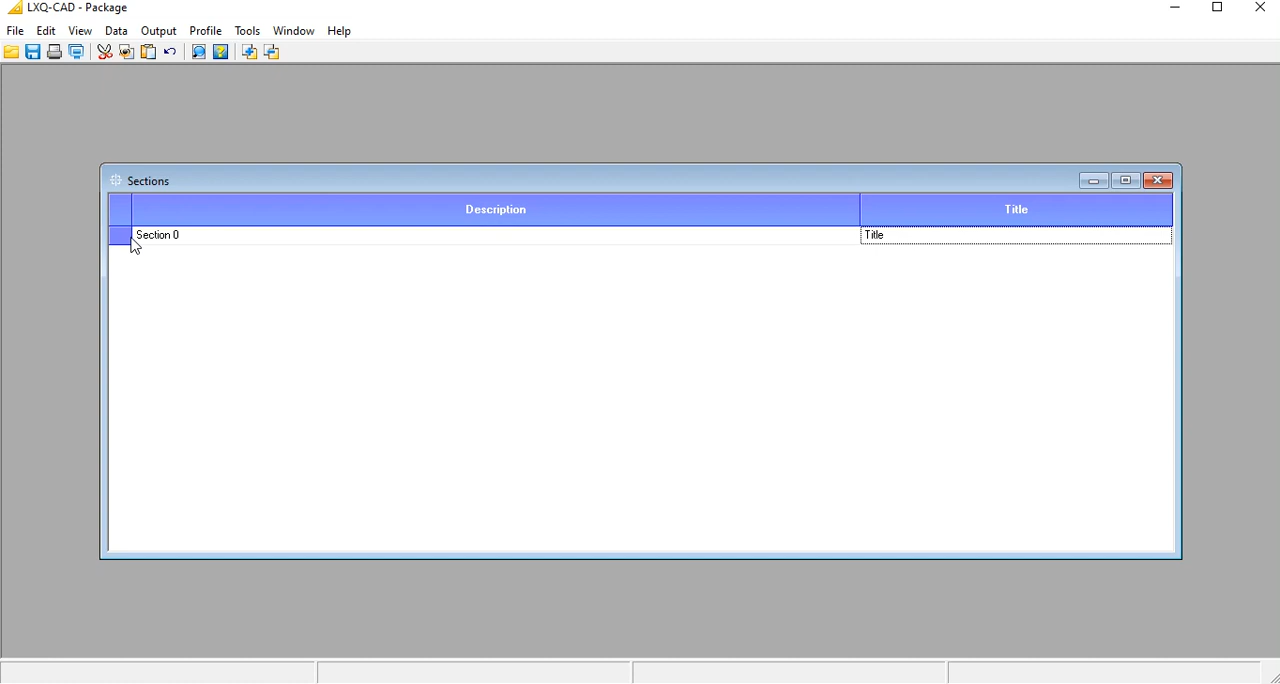 LXQ-CAD - Package
File Edit View Data Output Profile Tools Window Help
Sections
Description Title
Section 0 Title